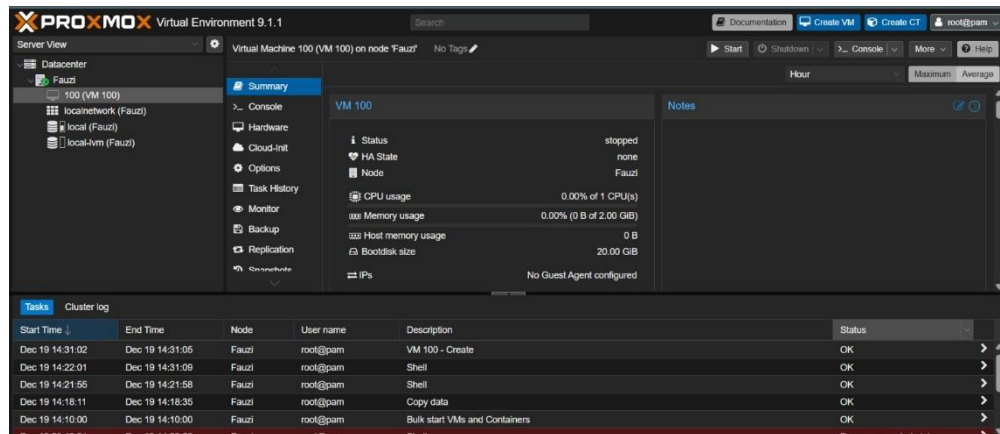 PROXMOX Virtual Environment 9.1.1 Search Documentation Create VM Create CT root@pam
Server View Virtual Machine 100 (VM 100) on node 'Fauzi' No Tags Start Shutdown >_ Console More Help
Datacenter
Fauzi
100 (VM 100)
localnetwork (Fauzi)
local (Fauzi)
local-lvm (Fauzi)
Summary
>_ Console
Hardware
Cloud-Init
Options
Task History
Monitor
Backup
Replication
Snapshots
Hour Maximum Average
VM 100
Status stopped
HA State none
Node Fauzi
CPU usage 0.00% of 1 CPU(s)
Memory usage 0.00% (0 B of 2.00 GiB)
Host memory usage 0 B
Bootdisk size 20.00 GiB
IPs No Guest Agent configured
Notes
Tasks Cluster log
Start Time ↓ End Time Node User name Description Status
Dec 19 14:31:02 Dec 19 14:31:05 Fauzi root@pam VM 100 - Create OK
Dec 19 14:22:01 Dec 19 14:31:09 Fauzi root@pam Shell OK
Dec 19 14:21:55 Dec 19 14:21:58 Fauzi root@pam Shell OK
Dec 19 14:18:11 Dec 19 14:18:35 Fauzi root@pam Copy data OK
Dec 19 14:10:00 Dec 19 14:10:00 Fauzi root@pam Bulk start VMs and Containers OK